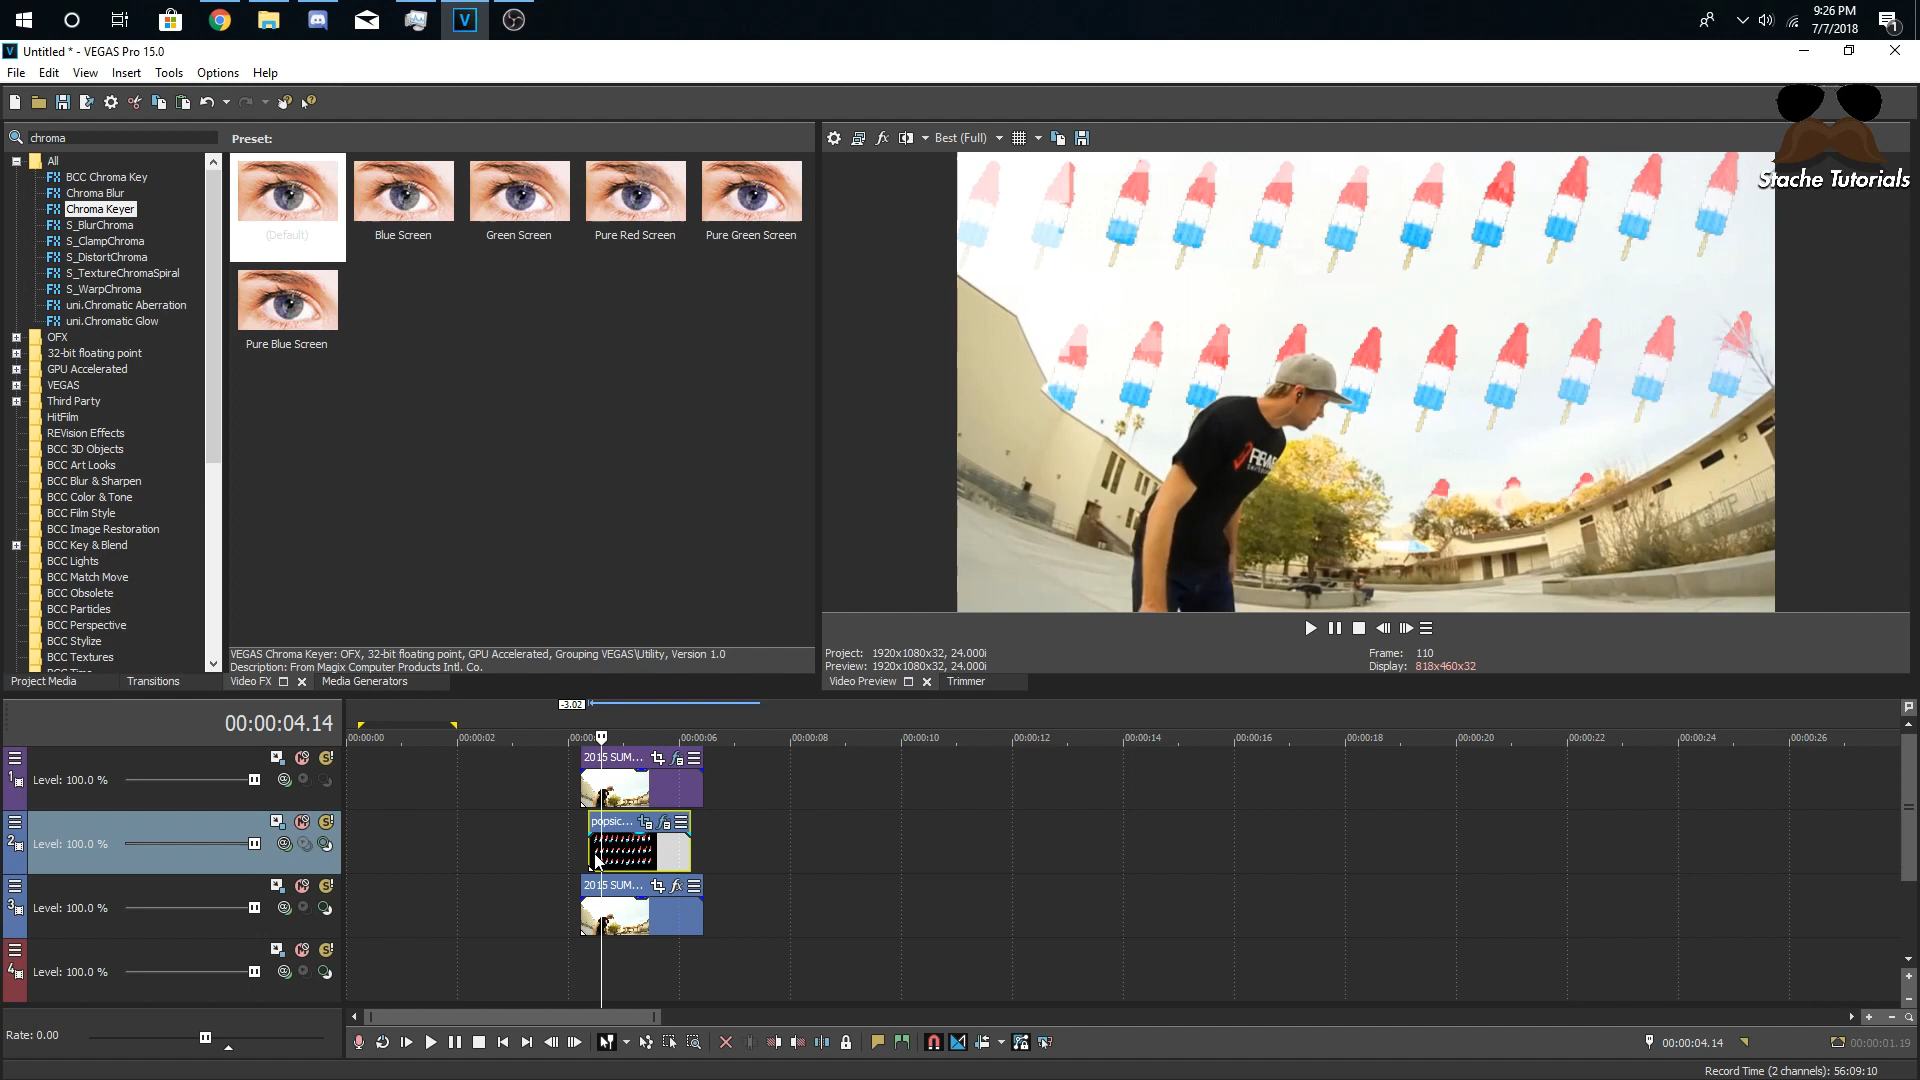 9:26 PM
7/7/2018
1
V Untitled * - VEGAS Pro 15.0
File Edit View Insert Tools Options Help
chroma
Preset:
Best (Full)
Stache Tutorials
All
BCC Chroma Key
Chroma Blur
Chroma Keyer
S_BlurChroma
S_ClampChroma
S_DistortChroma
S_TextureChromaSpiral
S_WarpChroma
uni.Chromatic Aberration
uni.Chromatic Glow
OFX
32-bit floating point
GPU Accelerated
VEGAS
Third Party
HitFilm
REVision Effects
BCC 3D Objects
BCC Art Looks
BCC Blur & Sharpen
BCC Color & Tone
BCC Film Style
BCC Image Restoration
BCC Key & Blend
BCC Lights
BCC Match Move
BCC Obsolete
BCC Particles
BCC Perspective
BCC Stylize
BCC Textures
(Default)
Blue Screen
Green Screen
Pure Red Screen
Pure Green Screen
Pure Blue Screen
VEGAS Chroma Keyer: OFX, 32-bit floating point, GPU Accelerated, Grouping VEGAS\Utility, Version 1.0
Description: From Magix Computer Products Intl. Co.
Project Media Transitions Video FX Media Generators
Project: 1920x1080x32, 24.000i
Preview: 1920x1080x32, 24.000i
Frame: 110
Display: 818x460x32
Video Preview Trimmer
-3.02
00:00:04.14
00:00:00 00:00:02 00:00:06 00:00:08 00:00:10 00:00:12 00:00:14 00:00:16 00:00:18 00:00:20 00:00:22 00:00:24 00:00:26
1 Level: 100.0 %
2015 SUM...
2 Level: 100.0 %
popsic...
3 Level: 100.0 %
2015 SUM...
4 Level: 100.0 %
Rate: 0.00
00:00:04.14
00:00:01.19
Record Time (2 channels): 56:09:10